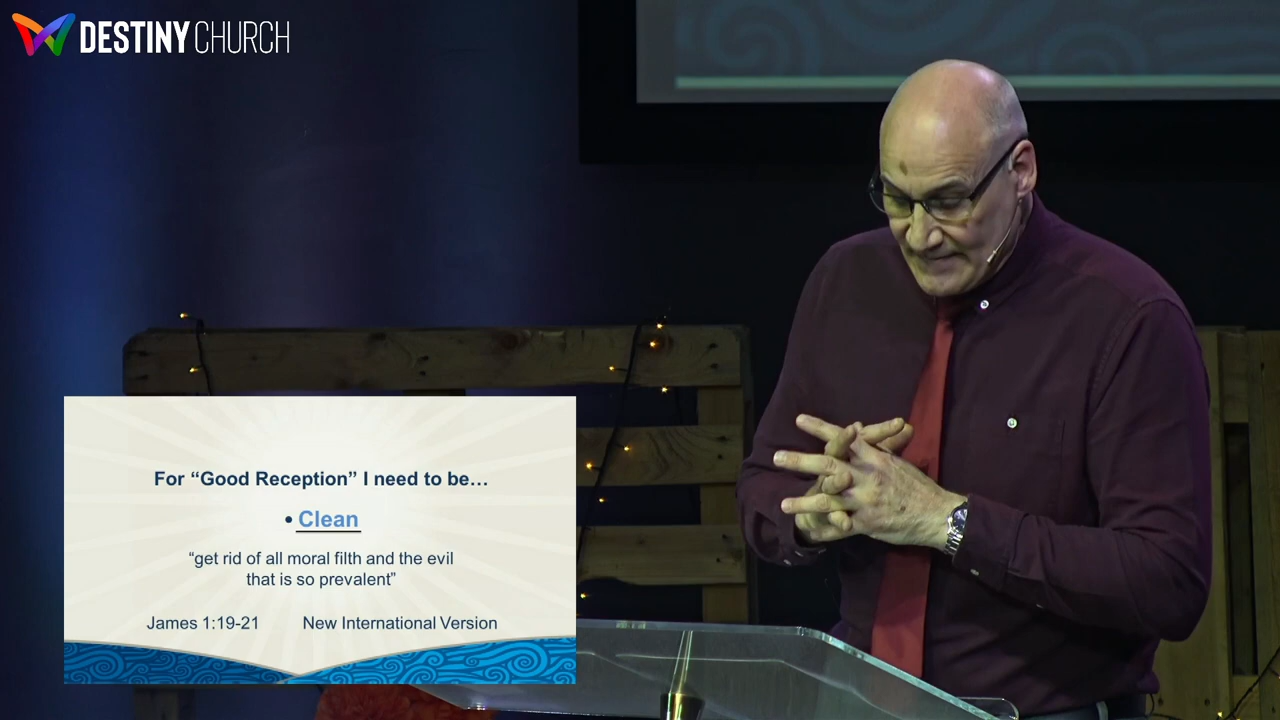 DESTINY CHURCH
For “Good Reception” I need to be…
• Clean
“get rid of all moral filth and the evil
that is so prevalent”
James 1:19-21 New International Version